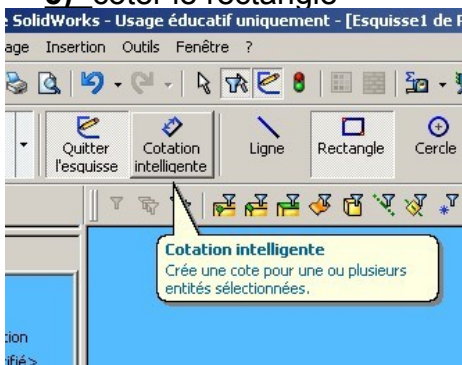 coter le rectangle
SolidWorks - Usage éducatif uniquement - [Esquisse1 de P
age Insertion Outils Fenêtre ?
Quitter l'esquisse
Cotation intelligente
Ligne
Rectangle
Cercle
Cotation intelligente
Crée une cote pour une ou plusieurs
entités sélectionnées.
tion
ifié>